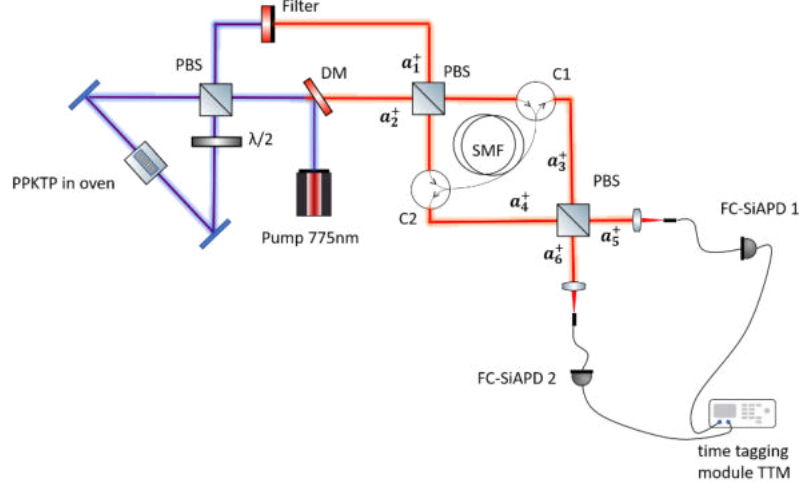 Filter
PBS
DM
a₁⁺
PBS
C1
a₂⁺
λ/2
SMF
PPKTP in oven
a₃⁺
PBS
C2
a₄⁺
FC-SiAPD 1
Pump 775nm
a₆⁺
a₅⁺
FC-SiAPD 2
time tagging
module TTM